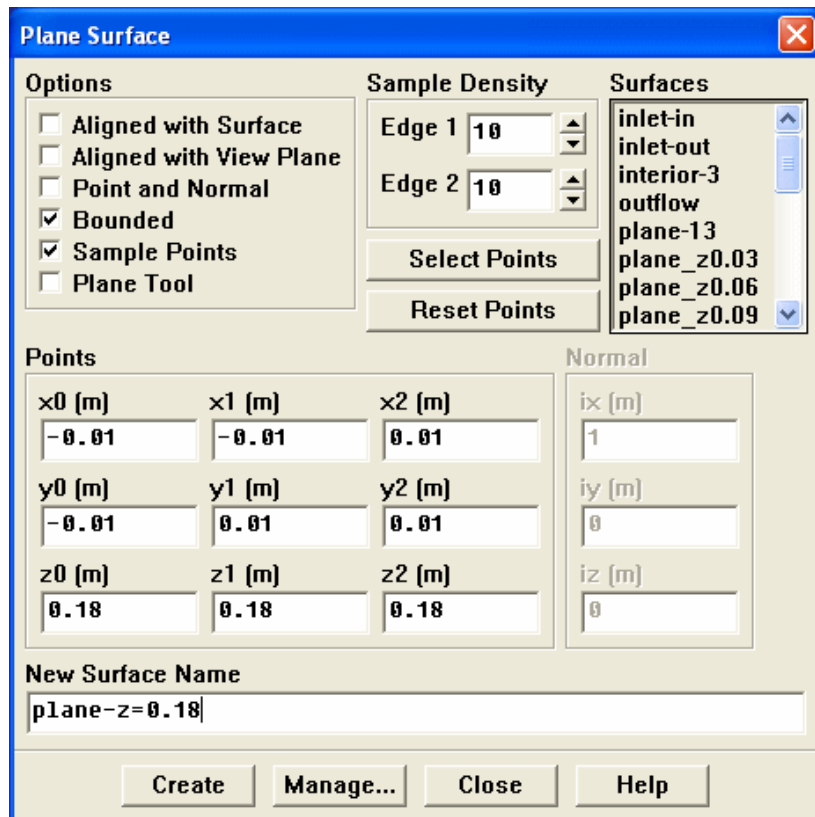 Plane Surface
Options
Aligned with Surface
Aligned with View Plane
Point and Normal
Bounded
Sample Points
Plane Tool
Sample Density
Edge 1 10
Edge 2 10
Select Points
Reset Points
Surfaces
inlet-in
inlet-out
interior-3
outflow
plane-13
plane_z0.03
plane_z0.06
plane_z0.09
Points
x0 (m) x1 (m) x2 (m)
-0.01 -0.01 0.01
y0 (m) y1 (m) y2 (m)
-0.01 0.01 0.01
z0 (m) z1 (m) z2 (m)
0.18 0.18 0.18
Normal
ix (m)
1
iy (m)
0
iz (m)
0
New Surface Name
plane-z=0.18
Create Manage... Close Help